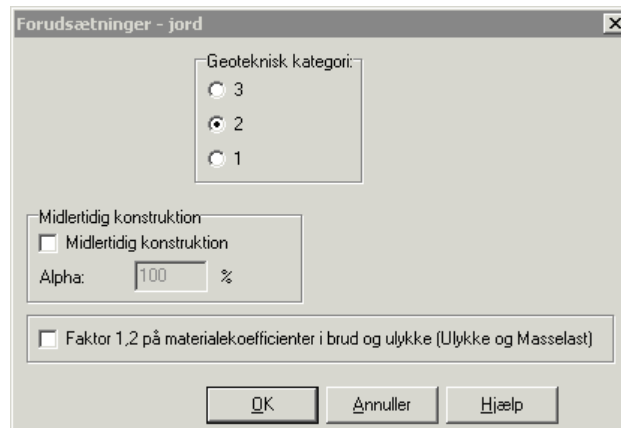 Forudsætninger - jord
Geoteknisk kategori:
3
2
1
Midlertidig konstruktion
Midlertidig konstruktion
Alpha: 100 %
Faktor 1,2 på materialekoefficienter i brud og ulykke (Ulykke og Masselast)
OK Annuller Hjælp